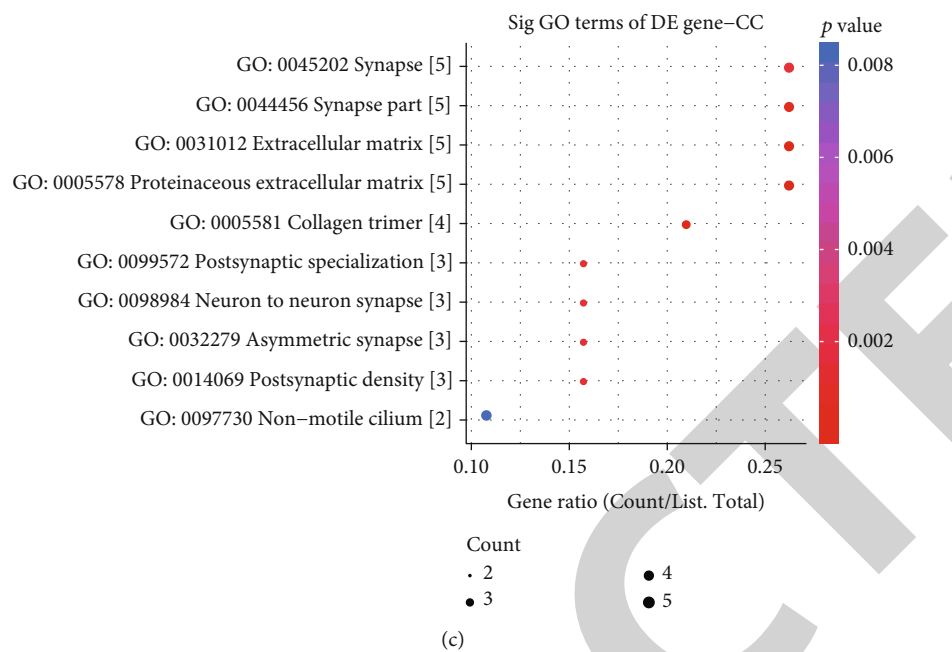 Sig GO terms of DE gene−CC
p value
GO: 0045202 Synapse [5]
GO: 0044456 Synapse part [5]
GO: 0031012 Extracellular matrix [5]
GO: 0005578 Proteinaceous extracellular matrix [5]
GO: 0005581 Collagen trimer [4]
GO: 0099572 Postsynaptic specialization [3]
GO: 0098984 Neuron to neuron synapse [3]
GO: 0032279 Asymmetric synapse [3]
GO: 0014069 Postsynaptic density [3]
GO: 0097730 Non−motile cilium [2]
0.008
0.006
0.004
0.002
0.10 0.15 0.20 0.25
Gene ratio (Count/List. Total)
Count
2 4
3 5
(c)
CTE